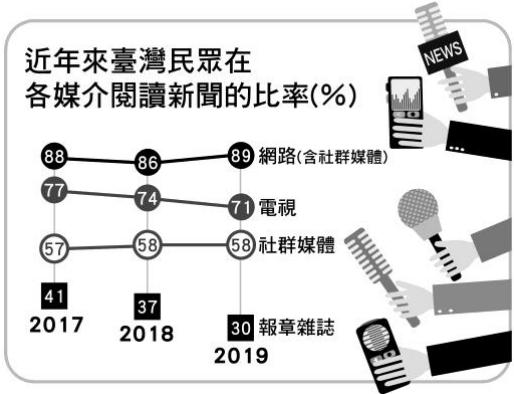 近年來臺灣民眾在
各媒介閱讀新聞的比率(%)
NEWS
88 86 89 網路(含社群媒體)
77 74 71 電視
57 58 58 社群媒體
41 37 30 報章雜誌
2017 2018 2019